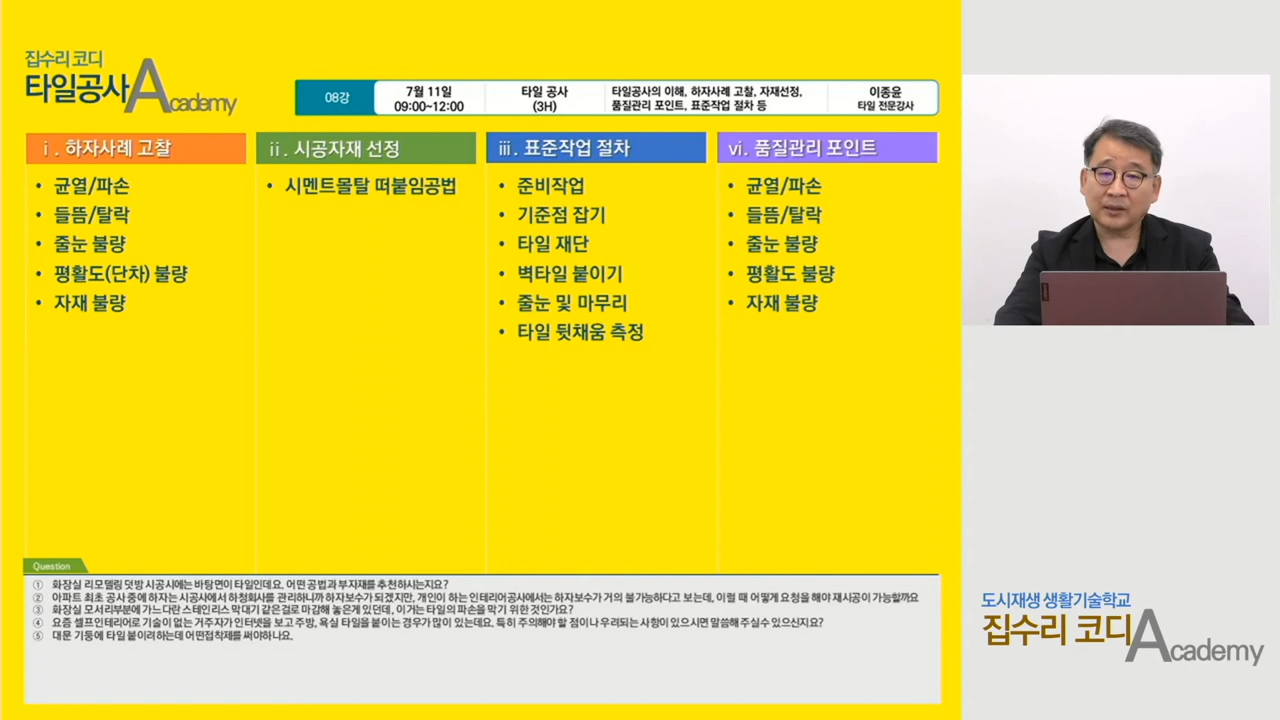 집수리 코디
타일공사Academy
08강
7월 11일
09:00~12:00
타일 공사
(3H)
타일공사의 이해, 하자사례 고찰, 자재선정,
품질관리 포인트, 표준작업 절차 등
이종윤
타일 전문강사
ⅰ. 하자사례 고찰
• 균열/파손
• 들뜸/탈락
• 줄눈 불량
• 평활도(단차) 불량
• 자재 불량
ⅱ. 시공자재 선정
• 시멘트몰탈 떠붙임공법
ⅲ. 표준작업 절차
• 준비작업
• 기준점 잡기
• 타일 재단
• 벽타일 붙이기
• 줄눈 및 마무리
• 타일 뒷채움 측정
ⅵ. 품질관리 포인트
• 균열/파손
• 들뜸/탈락
• 줄눈 불량
• 평활도 불량
• 자재 불량
Question
① 화장실 리모델링 덧방 시공시에는 바탕면이 타일인데요. 어떤 공법과 부자재를 추천하시는지요?
② 아파트 최초 공사 중에 하자는 시공사에서 하청회사를 관리하니까 하자보수가 되겠지만, 개인이 하는 인테리어공사에서는 하자보수가 거의 불가능하다고 보는데, 이럴 때 어떻게 요청을 해야 재시공이 가능할까요
③ 화장실 모서리부분에 가느다란 스테인리스 막대기 같은걸로 마감해 놓은게 있던데, 이거는 타일의 파손을 막기 위한 것인가요?
④ 요즘 셀프인테리어로 기술이 없는 거주자가 인터넷을 보고 주방, 욕실 타일을 붙이는 경우가 많이 있는데요. 특히 주의해야 할 점이나 우려되는 사항이 있으시면 말씀해 주실수 있으신지요?
⑤ 대문 기둥에 타일 붙이려하는데 어떤접착제를 써야하나요.
도시재생 생활기술학교
집수리 코디Academy